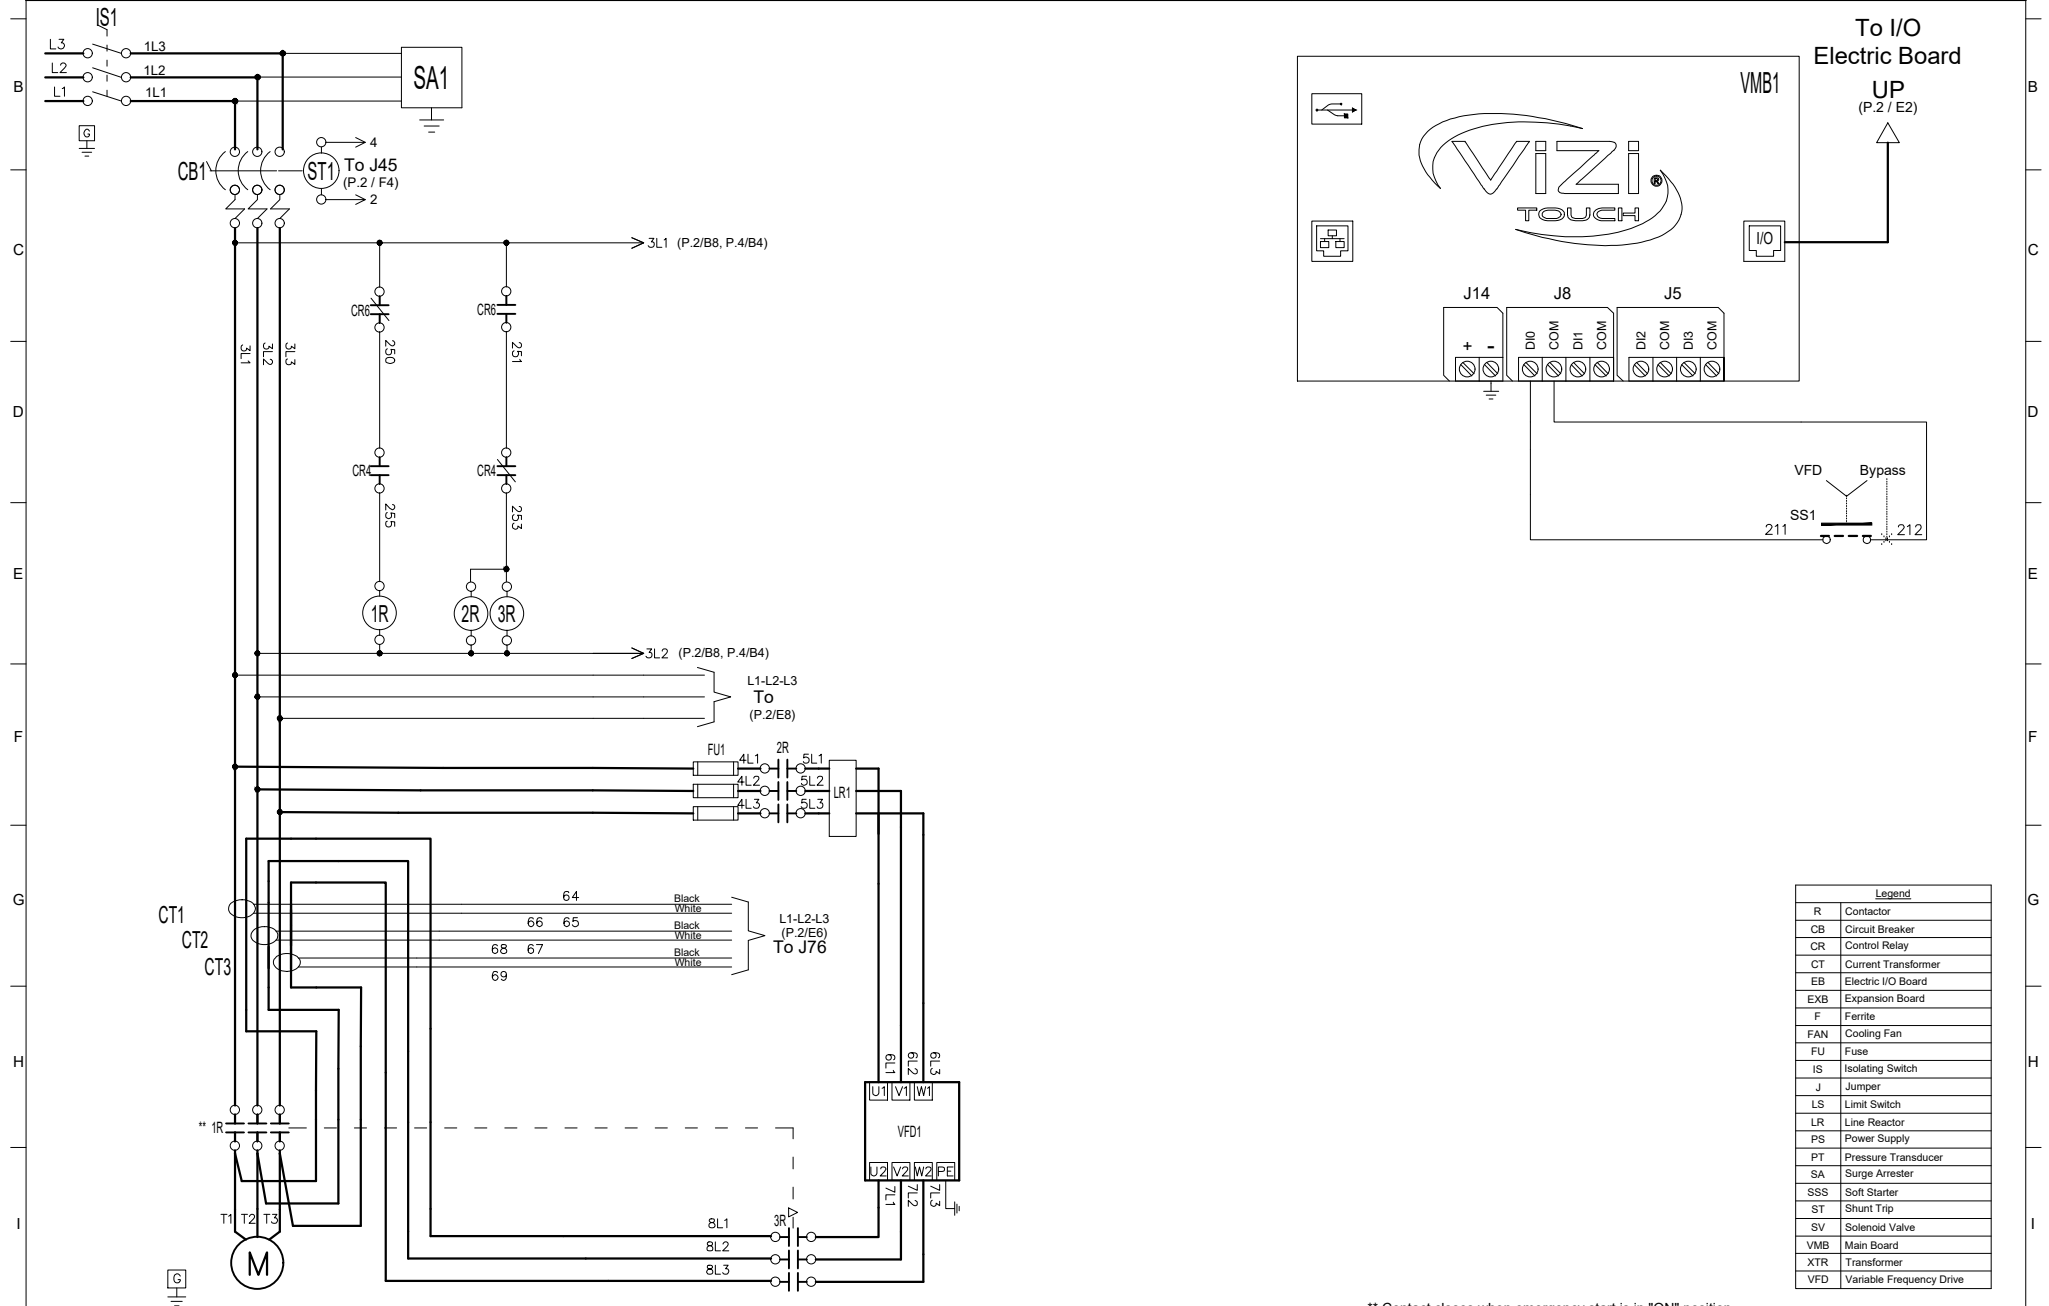 IS1
L3
1L3
L2
1L2
L1
1L1
SA1
G
CB1
ST1
4
To J45
(P.2 / F4)
2
3L1 (P.2/B8, P.4/B4)
CR6
CR6
250
251
3L1
3L2
3L3
CR4
CR4
255
253
1R
2R
3R
3L2 (P.2/B8, P.4/B4)
L1-L2-L3
To
(P.2/E8)
FU1
2R
4L1
5L1
4L2
5L2
4L3
5L3
LR1
CT1
CT2
CT3
64
Black
White
66 65
Black
White
68 67
Black
White
69
L1-L2-L3
(P.2/E6)
To J76
6L1
6L2
6L3
U1
V1
W1
VFD1
U2
V2
W2
PE
7L1
7L2
7L3
** 1R
3R
8L1
8L2
8L3
T1
T2
T3
M
G
To I/O
Electric Board
UP
(P.2 / E2)
VMB1
ViZi
®
TOUCH
I/O
J14
J8
J5
+
-
DI0
COM
DI1
COM
DI2
COM
DI3
COM
VFD
Bypass
SS1
211
212
Legend
R Contactor
CB Circuit Breaker
CR Control Relay
CT Current Transformer
EB Electric I/O Board
EXB Expansion Board
F Ferrite
FAN Cooling Fan
FU Fuse
IS Isolating Switch
J Jumper
LS Limit Switch
LR Line Reactor
PS Power Supply
PT Pressure Transducer
SA Surge Arrester
SSS Soft Starter
ST Shunt Trip
SV Solenoid Valve
VMB Main Board
XTR Transformer
VFD Variable Frequency Drive
** Contact closes when emergency start is in "ON" position
B
C
D
E
F
G
H
I
B
C
D
E
F
G
H
I